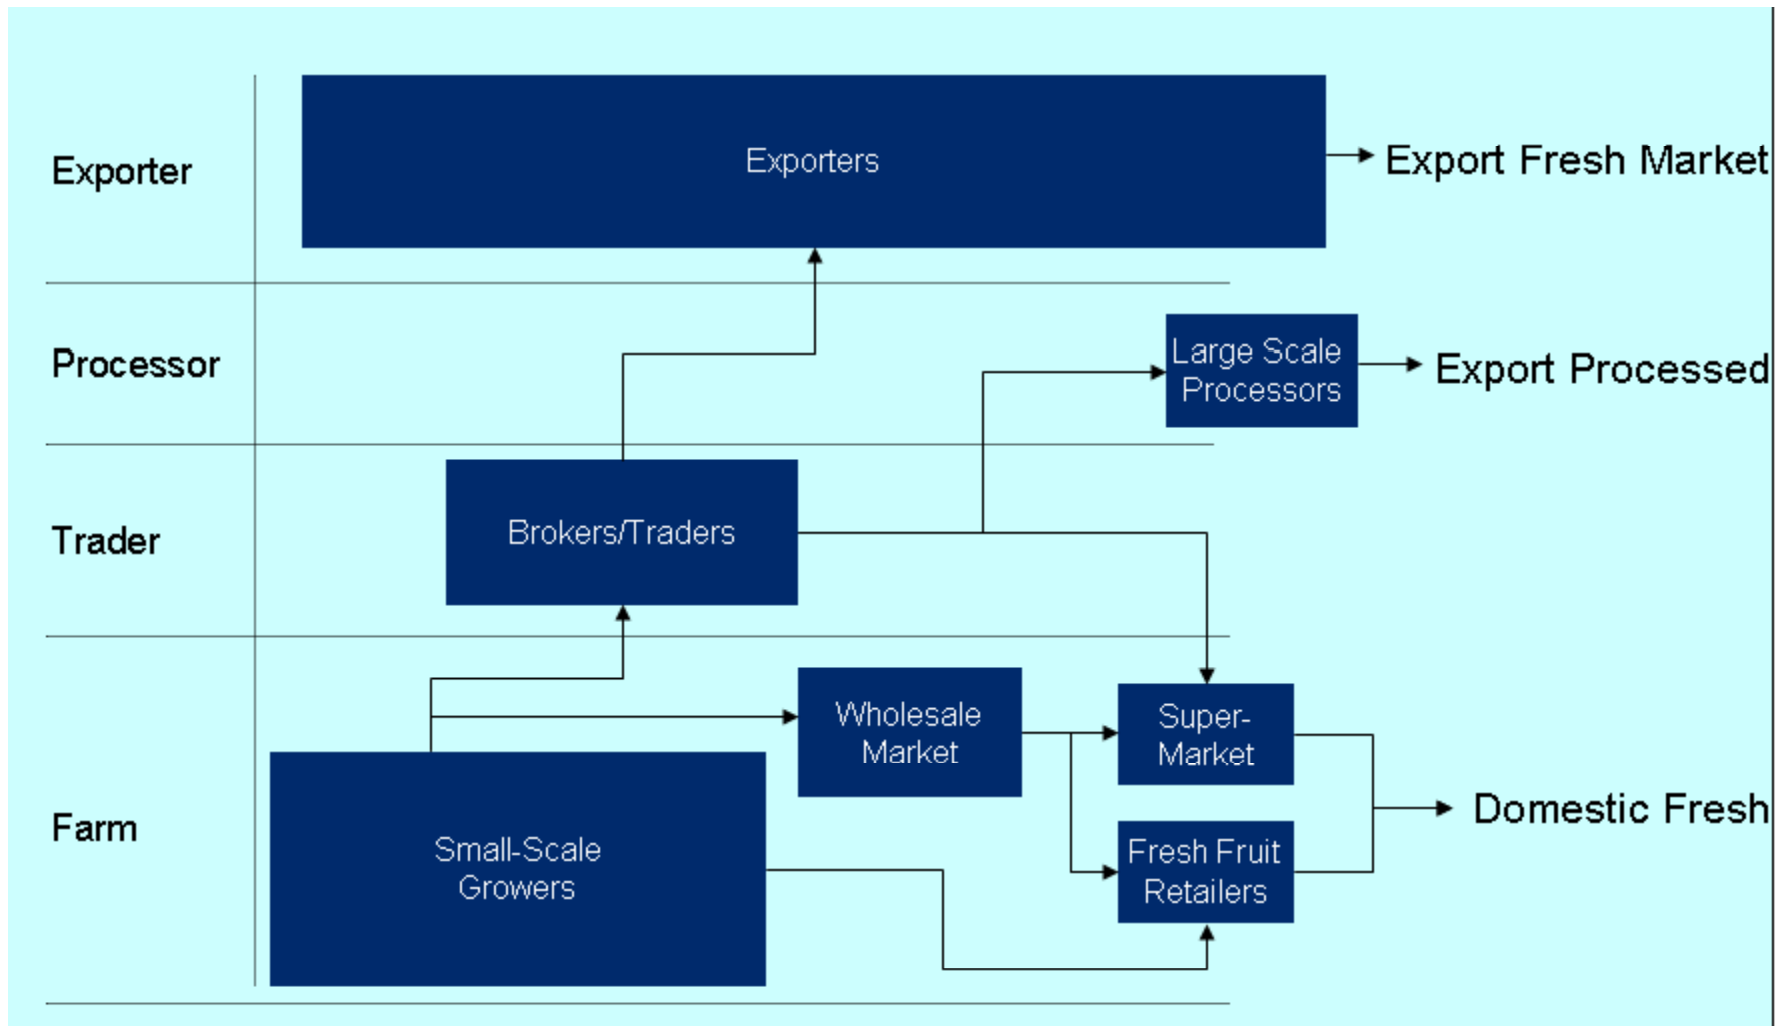 Exporter
Exporters
Export Fresh Market
Processor
Large Scale
Processors
Export Processed
Trader
Brokers/Traders
Farm
Wholesale
Market
Super-
Market
Small-Scale
Growers
Fresh Fruit
Retailers
Domestic Fresh